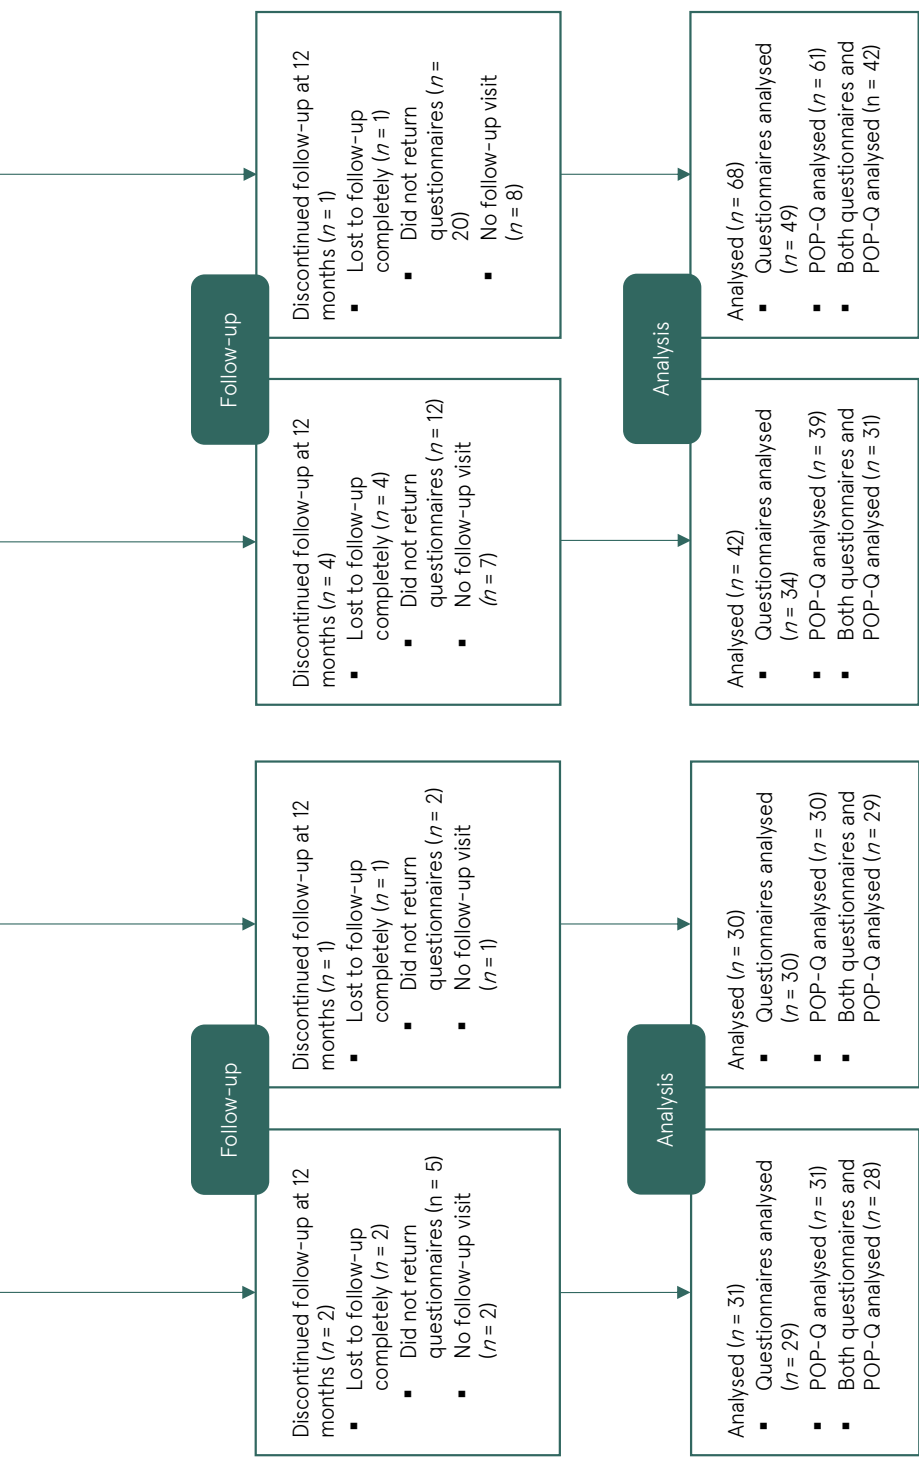 Follow-up
Discontinued follow-up at 12
months (n = 2)
▪ Lost to follow-up
completely (n = 2)
▪ Did not return
questionnaires (n = 5)
▪ No follow-up visit
(n = 2)
Discontinued follow-up at 12
months (n = 1)
▪ Lost to follow-up
completely (n = 1)
▪ Did not return
questionnaires (n = 2)
▪ No follow-up visit
(n = 1)
Analysis
Analysed (n = 31)
▪ Questionnaires analysed
(n = 29)
▪ POP-Q analysed (n = 31)
▪ Both questionnaires and
POP-Q analysed (n = 28)
Analysed (n = 30)
▪ Questionnaires analysed
(n = 30)
▪ POP-Q analysed (n = 30)
▪ Both questionnaires and
POP-Q analysed (n = 29)
Follow-up
Discontinued follow-up at 12
months (n = 4)
▪ Lost to follow-up
completely (n = 4)
▪ Did not return
questionnaires (n = 12)
▪ No follow-up visit
(n = 7)
Discontinued follow-up at 12
months (n = 1)
▪ Lost to follow-up
completely (n = 1)
▪ Did not return
questionnaires (n =
20)
▪ No follow-up visit
(n = 8)
Analysis
Analysed (n = 42)
▪ Questionnaires analysed
(n = 34)
▪ POP-Q analysed (n = 39)
▪ Both questionnaires and
POP-Q analysed (n = 31)
Analysed (n = 68)
▪ Questionnaires analysed
(n = 49)
▪ POP-Q analysed (n = 61)
▪ Both questionnaires and
POP-Q analysed (n = 42)